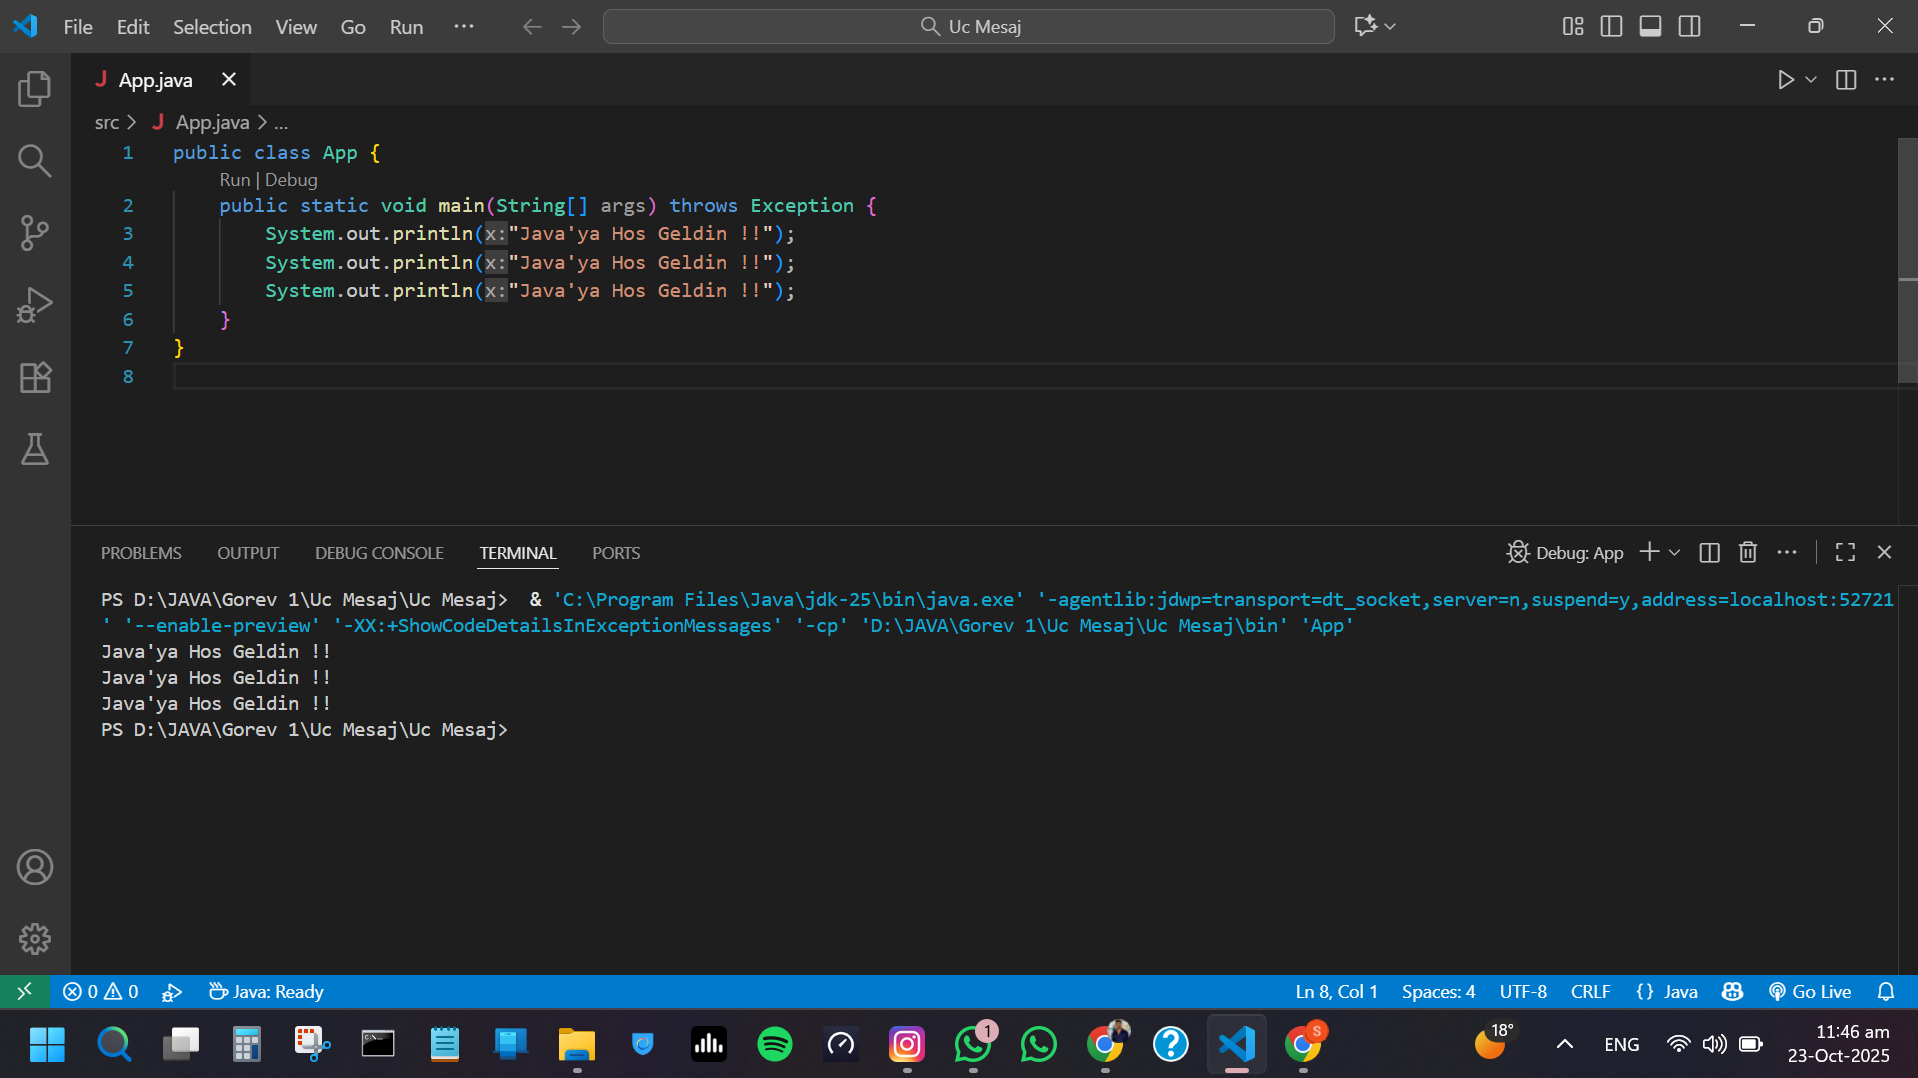 File Edit Selection View Go Run ··· Uc Mesaj
App.java
src > App.java > ...
1 public class App {
Run | Debug
2 public static void main(String[] args) throws Exception {
3 System.out.println(x:"Java'ya Hos Geldin !!");
4 System.out.println(x:"Java'ya Hos Geldin !!");
5 System.out.println(x:"Java'ya Hos Geldin !!");
6 }
7 }
8
PROBLEMS OUTPUT DEBUG CONSOLE TERMINAL PORTS Debug: App
PS D:\JAVA\Gorev 1\Uc Mesaj\Uc Mesaj>  & 'C:\Program Files\Java\jdk-25\bin\java.exe' '-agentlib:jdwp=transport=dt_socket,server=n,suspend=y,address=localhost:52721
' '--enable-preview' '-XX:+ShowCodeDetailsInExceptionMessages' '-cp' 'D:\JAVA\Gorev 1\Uc Mesaj\Uc Mesaj\bin' 'App'
Java'ya Hos Geldin !!
Java'ya Hos Geldin !!
Java'ya Hos Geldin !!
PS D:\JAVA\Gorev 1\Uc Mesaj\Uc Mesaj>
0 0 Java: Ready Ln 8, Col 1 Spaces: 4 UTF-8 CRLF {} Java Go Live
1 S 18° ENG 11:46 am
23-Oct-2025